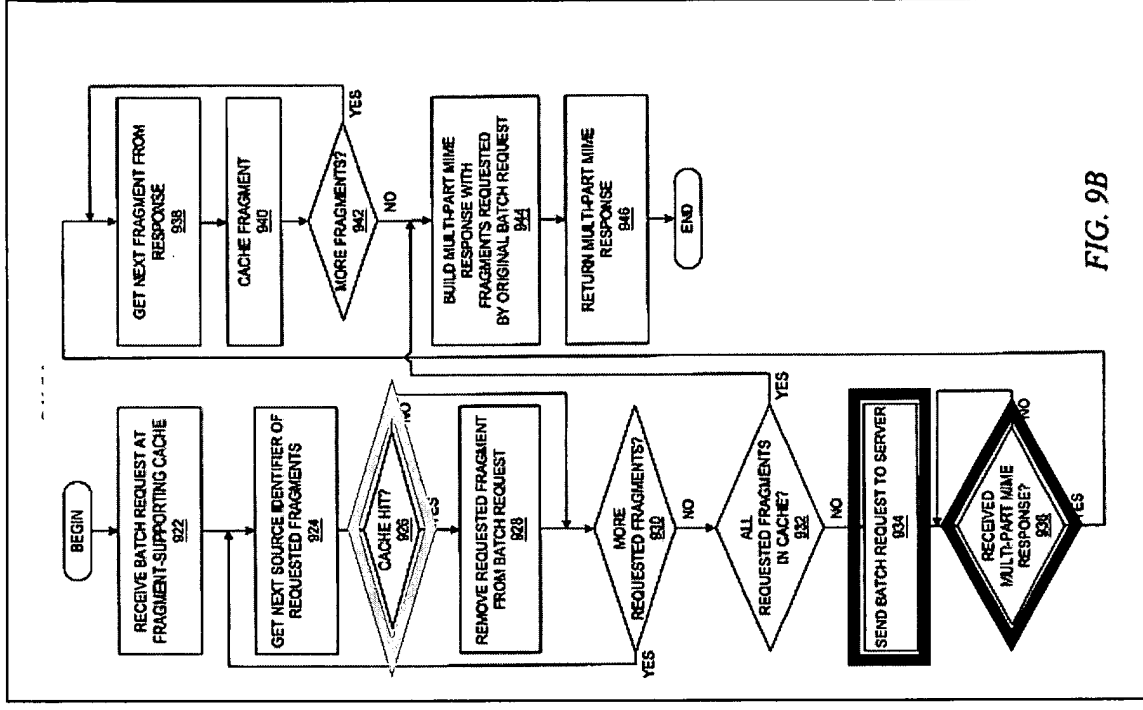 BEGIN
RECEIVE BATCH REQUEST AT
FRAGMENT-SUPPORTING CACHE
922
GET NEXT SOURCE IDENTIFIER OF
REQUESTED FRAGMENTS
924
CACHE HIT?
926
NO
YES
REMOVE REQUESTED FRAGMENT
FROM BATCH REQUEST
928
MORE
REQUESTED FRAGMENTS?
930
YES
NO
ALL
REQUESTED FRAGMENTS
IN CACHE?
932
YES
NO
SEND BATCH REQUEST TO SERVER
934
RECEIVED
MULTI-PART MIME
RESPONSE?
936
NO
YES
GET NEXT FRAGMENT FROM
RESPONSE
938
CACHE FRAGMENT
940
MORE FRAGMENTS?
942
YES
NO
BUILD MULTI-PART MIME
RESPONSE WITH
FRAGMENTS REQUESTED
BY ORIGINAL BATCH REQUEST
944
RETURN MULTI-PART MIME
RESPONSE
946
END
FIG. 9B